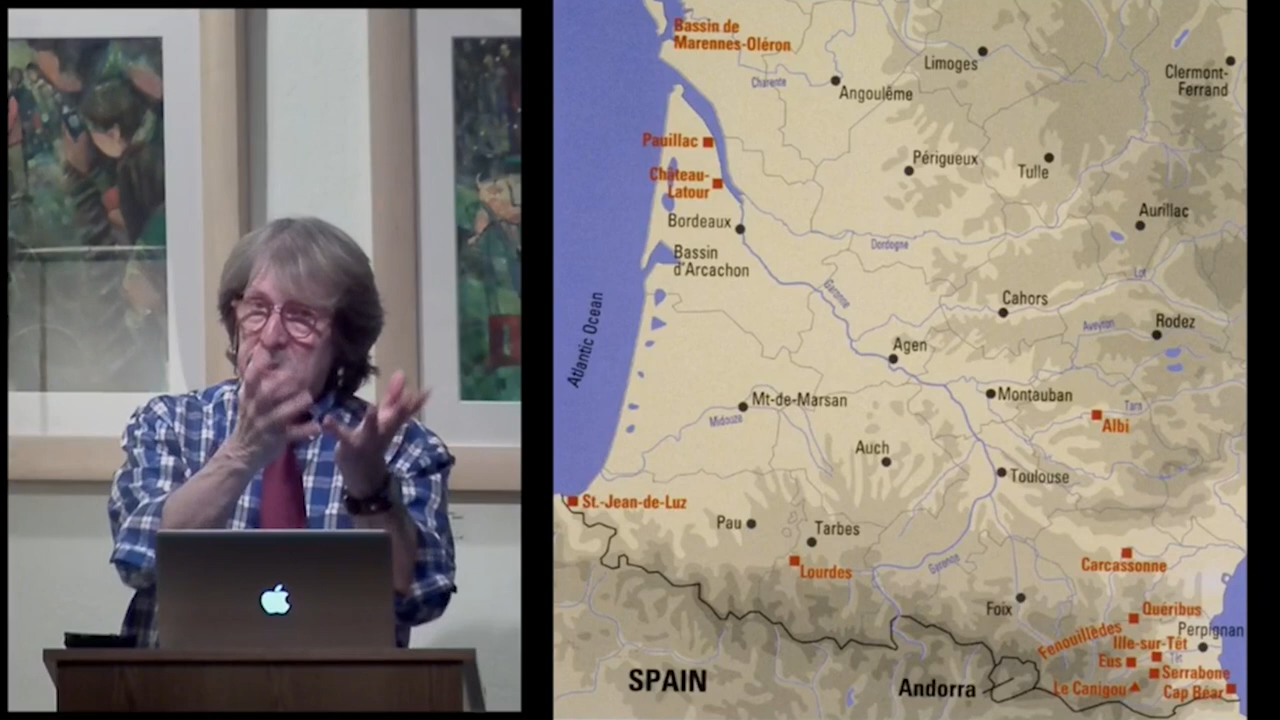 Bassin de
Marennes-Oléron
Limoges
Clermont-
Ferrand
Charente
Angoulême
Pauillac
Périgueux
Tulle
Château-
Latour
Aurillac
Bordeaux
Dordogne
Bassin
d'Arcachon
Lot
Garonne
Cahors
Atlantic Ocean
Aveyron
Rodez
Agen
Mt-de-Marsan
Montauban
Midouze
Tarn
Albi
Auch
Toulouse
St.-Jean-de-Luz
Pau
Tarbes
Lourdes
Garonne
Carcassonne
Foix
Quéribus
Fenouillèdes
Perpignan
Ille-sur-Têt
Têt
Eus
Serrabone
SPAIN
Andorra
Le Canigou
Cap Béar